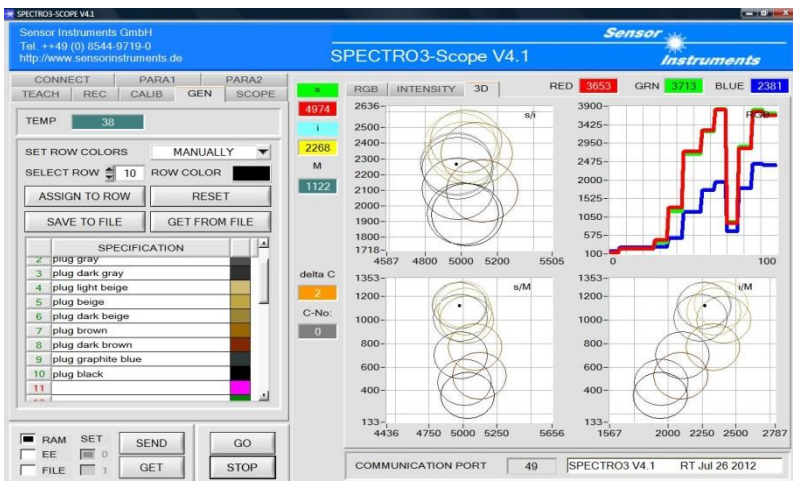 SPECTRO3-SCOPE V4.1
Sensor Instruments GmbH
Tel. ++49 (0) 8544-9719-0
http://www.sensorinstruments.de
SPECTRO3-Scope V4.1
Sensor
Instruments
CONNECT PARA1 PARA2
TEACH REC CALIB GEN SCOPE
TEMP 38
SET ROW COLORS MANUALLY
SELECT ROW 10 ROW COLOR
ASSIGN TO ROW RESET
SAVE TO FILE GET FROM FILE
SPECIFICATION
2 plug gray
3 plug dark gray
4 plug light beige
5 plug beige
6 plug dark beige
7 plug brown
8 plug dark brown
9 plug graphite blue
10 plug black
11
RAM SET SEND GO
EE 0
FILE 1 GET STOP
s
4974
i
2268
M
1122
delta C
2
C-No:
0
RGB INTENSITY 3D RED 3653 GRN 3713 BLUE 2381
s/i
2636-
2500-
2400-
2300-
2200-
2100-
2000-
1900-
1800-
1718-
4587 4800 5000 5200 5505
RGB
3900-
3425-
2950-
2475-
2000-
1525-
1050-
575-
100-
0 100
s/M
1353-
1200-
1000-
800-
600-
400-
133-
4436 4750 5000 5250 5656
i/M
1353-
1200-
1000-
800-
600-
400-
133-
1567 2000 2250 2500 2787
COMMUNICATION PORT 49 SPECTRO3 V4.1 RT Jul 26 2012